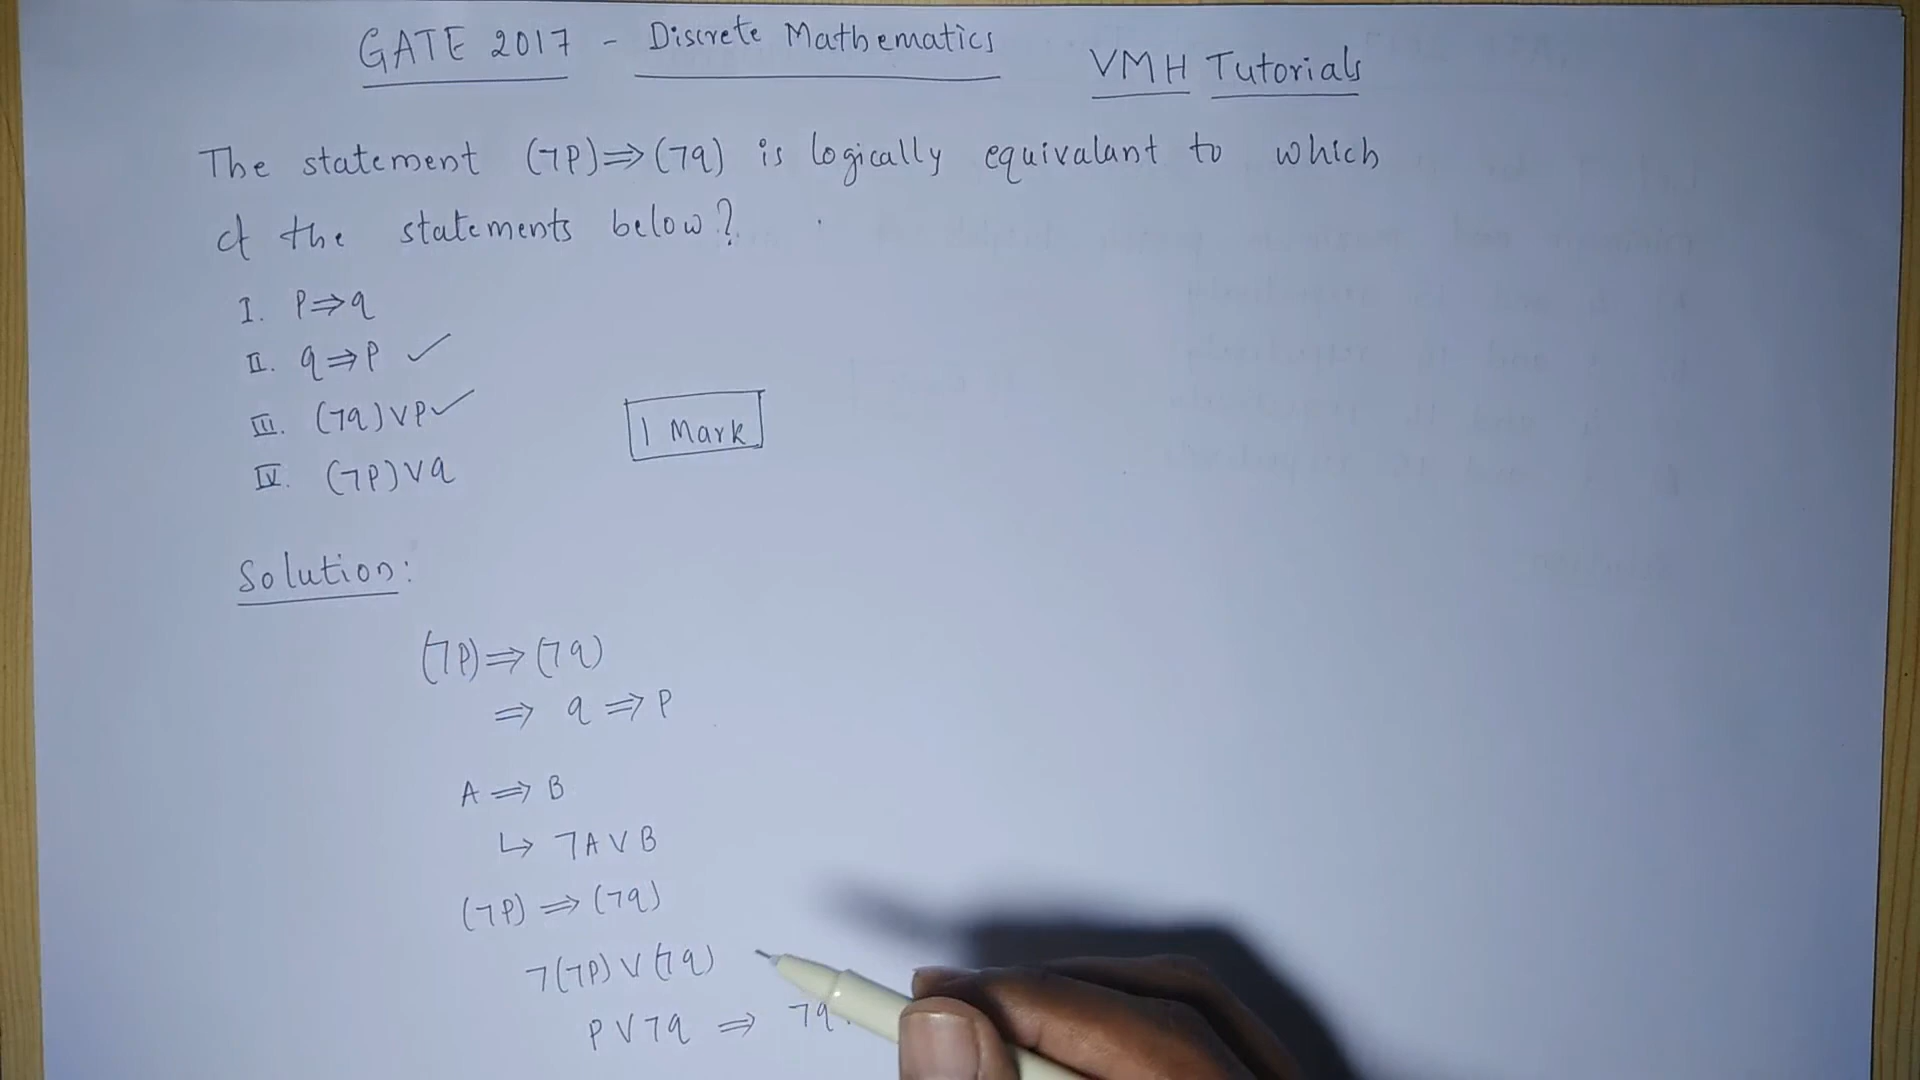 GATE 2017 - Discrete Mathematics
VMH Tutorials
The statement (¬P)⇒(¬q) is logically equivalant to which
of the statements below?
I. P⇒q
II. q⇒P ✓
III. (¬q)∨P ✓
IV. (¬P)∨q
1 Mark
Solution:
(¬P)⇒(¬q)
⇒ q⇒P
A⇒B
↳ ¬A∨B
(¬P)⇒(¬q)
¬(¬P)∨(¬q)
P∨¬q ⇒ ¬q